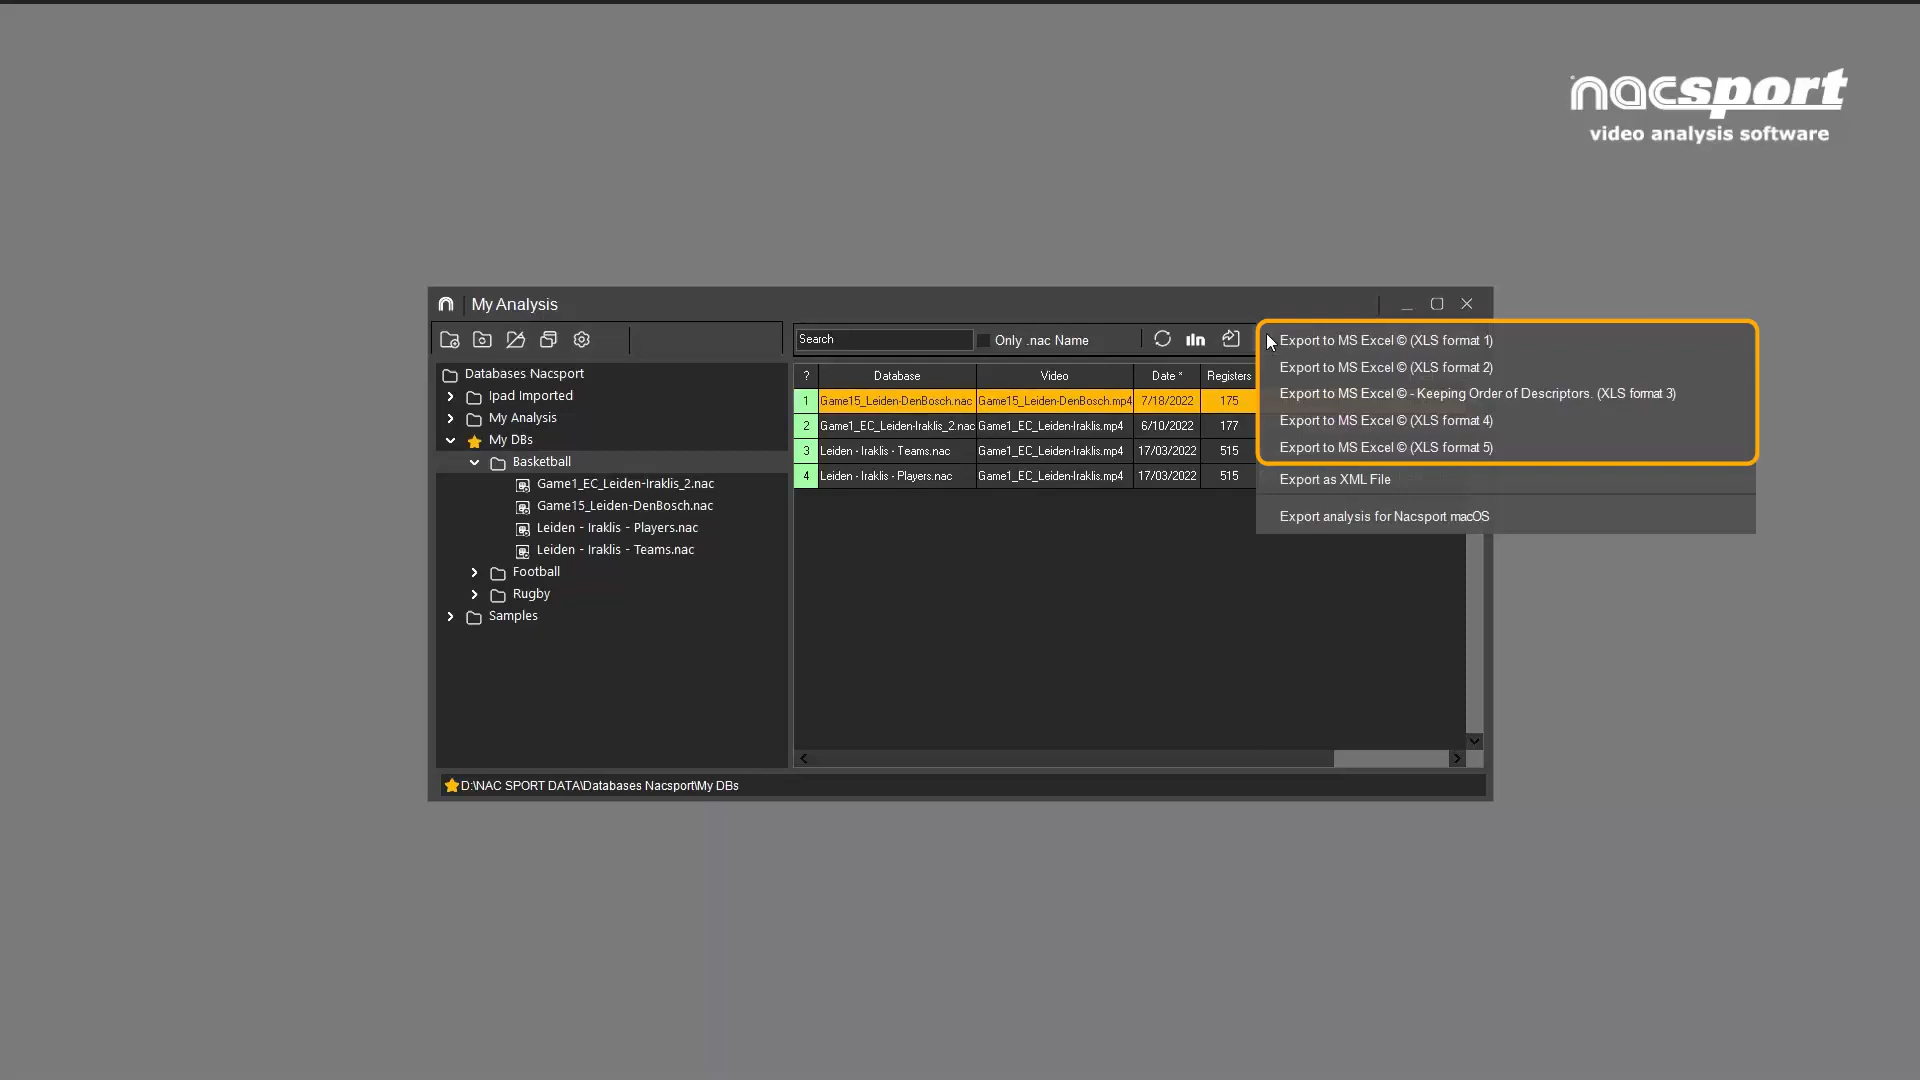 nacsport
video analysis software
My Analysis
Search
Only .nac Name
Databases Nacsport
Ipad Imported
My Analysis
My DBs
Basketball
Game1_EC_Leiden-Iraklis_2.nac
Game15_Leiden-DenBosch.nac
Leiden - Iraklis - Players.nac
Leiden - Iraklis - Teams.nac
Football
Rugby
Samples
? Database Video Date * Registers
1 Game15_Leiden-DenBosch.nac Game15_Leiden-DenBosch.mp4 7/18/2022 175
2 Game1_EC_Leiden-Iraklis_2.nac Game1_EC_Leiden-Iraklis.mp4 6/10/2022 177
3 Leiden - Iraklis - Teams.nac Game1_EC_Leiden-Iraklis.mp4 17/03/2022 515
4 Leiden - Iraklis - Players.nac Game1_EC_Leiden-Iraklis.mp4 17/03/2022 515
Export to MS Excel © (XLS format 1)
Export to MS Excel © (XLS format 2)
Export to MS Excel © - Keeping Order of Descriptors. (XLS format 3)
Export to MS Excel © (XLS format 4)
Export to MS Excel © (XLS format 5)
Export as XML File
Export analysis for Nacsport macOS
D:\NAC SPORT DATA\Databases Nacsport\My DBs